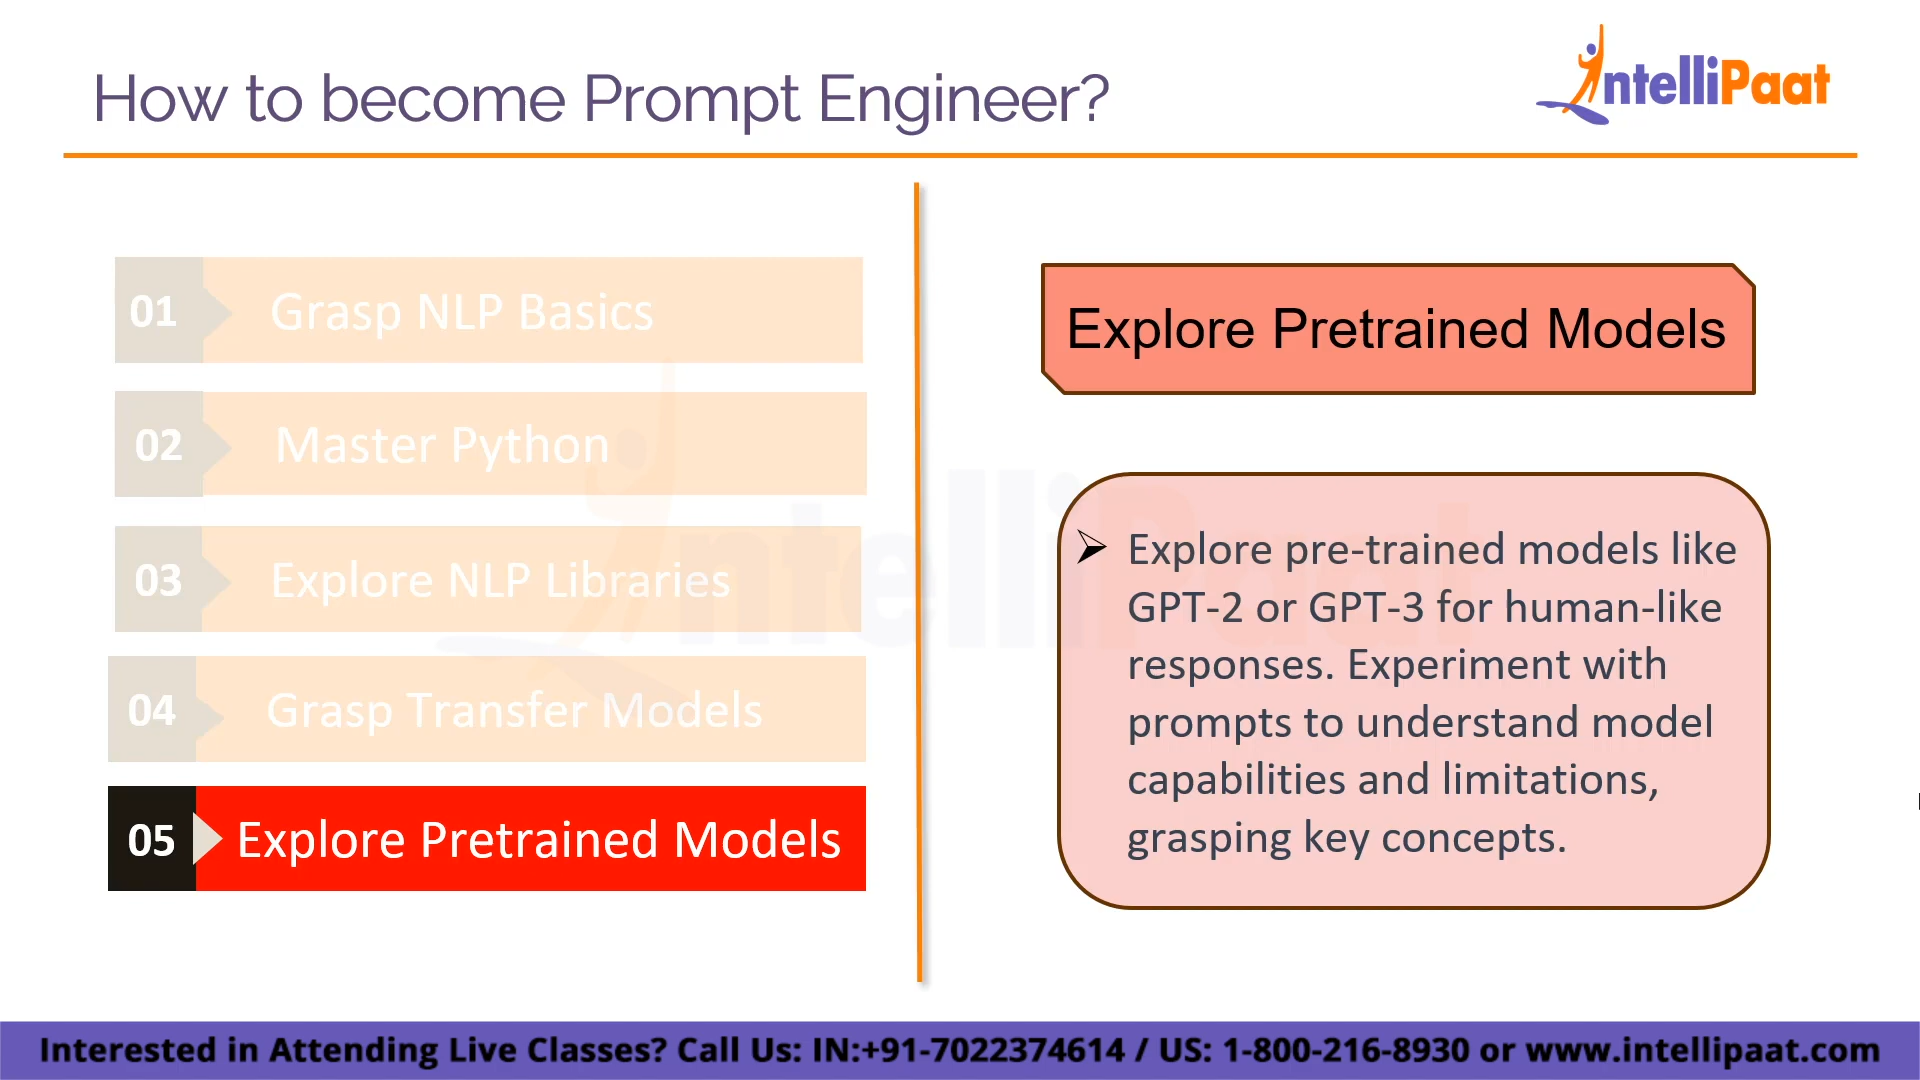 How to become Prompt Engineer?
ntelliPaat
01 Grasp NLP Basics
02 Master Python
03 Explore NLP Libraries
04 Grasp Transfer Models
05 Explore Pretrained Models
Explore Pretrained Models
Explore pre-trained models like
GPT-2 or GPT-3 for human-like
responses. Experiment with
prompts to understand model
capabilities and limitations,
grasping key concepts.
ntelliPaat
Interested in Attending Live Classes? Call Us: IN:+91-7022374614 / US: 1-800-216-8930 or www.intellipaat.com